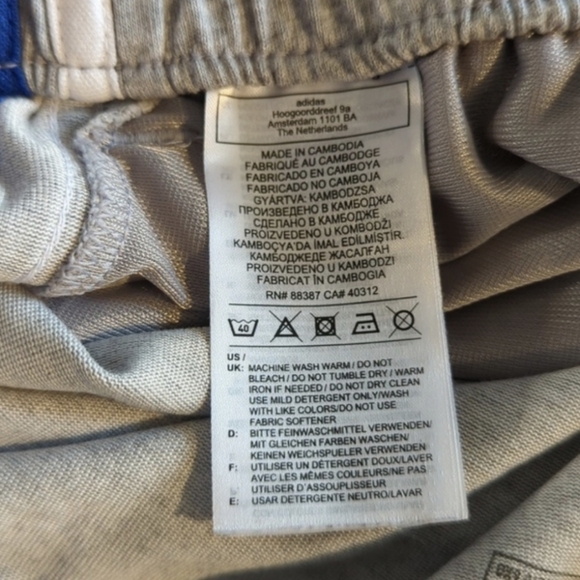 adidas
Hoogoorddreef 9a
Amsterdam 1101 BA
The Netherlands
MADE IN CAMBODIA
FABRIQUÉ AU CAMBODGE
FABRICADO EN CAMBOYA
FABRICADO NO CAMBOJA
GYÁRTVA: KAMBODZSA
ПРОИЗВЕДЕНО В КАМБОДЖА
СДЕЛАНО В КАМБОДЖЕ
PROIZVEDENO U KOMBODŽI
KAMBOÇYA'DA İMAL EDİLMİŞTİR.
КАМБОДЖЕДЕ ЖАСАЛҒАН
PROIZVEDENO U KAMBODŽI
FABRICAT ÎN CAMBOGIA
RN# 88387 CA# 40312
40
US /
UK: MACHINE WASH WARM / DO NOT
BLEACH / DO NOT TUMBLE DRY / WARM
IRON IF NEEDED / DO NOT DRY CLEAN
USE MILD DETERGENT ONLY/WASH
WITH LIKE COLORS/DO NOT USE
FABRIC SOFTENER
D: BITTE FEINWASCHMITTEL VERWENDEN/
MIT GLEICHEN FARBEN WASCHEN/
KEINEN WEICHSPUELER VERWENDEN
F: UTILISER UN DÉTERGENT DOUX/LAVER
AVEC LES MÊMES COULEURS/NE PAS
UTILISER D'ASSOUPLISSEUR
E: USAR DETERGENTE NEUTRO/LAVAR